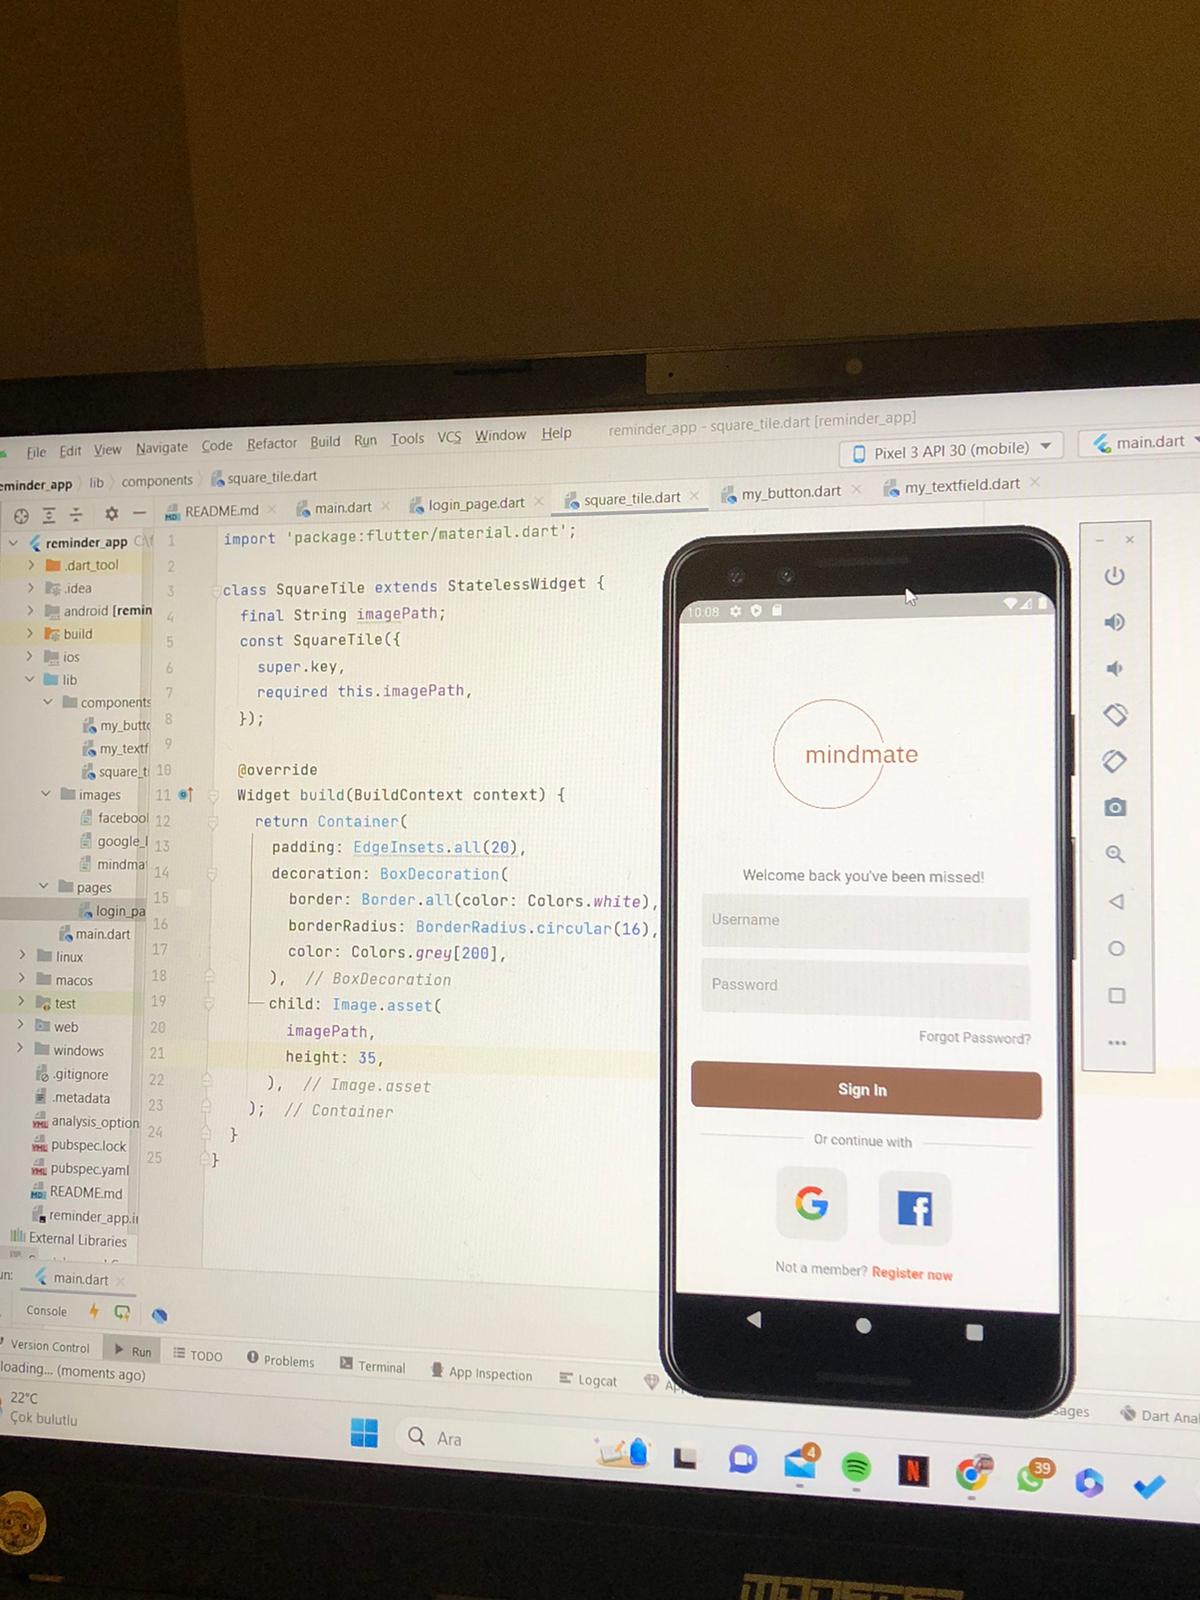 File Edit View Navigate Code Refactor Build Run Tools VCS Window Help reminder_app - square_tile.dart [reminder_app]
eminder_app lib components square_tile.dart Pixel 3 API 30 (mobile) main.dart
README.md main.dart login_page.dart square_tile.dart my_button.dart my_textfield.dart
reminder_app
.dart_tool
.idea
android [remin
build
ios
lib
components
my_butto
my_textf
square_ti
images
faceboo
google_l
mindma
pages
login_pa
main.dart
linux
macos
test
web
windows
.gitignore
.metadata
analysis_option
pubspec.lock
pubspec.yaml
README.md
reminder_app.i
External Libraries
1 import 'package:flutter/material.dart';
2
3 class SquareTile extends StatelessWidget {
4 final String imagePath;
5 const SquareTile({
6 super.key,
7 required this.imagePath,
8 });
9
10 @override
11 Widget build(BuildContext context) {
12 return Container(
13 padding: EdgeInsets.all(20),
14 decoration: BoxDecoration(
15 border: Border.all(color: Colors.white),
16 borderRadius: BorderRadius.circular(16),
17 color: Colors.grey[200],
18 ), // BoxDecoration
19 child: Image.asset(
20 imagePath,
21 height: 35,
22 ), // Image.asset
23 ); // Container
24 }
25 }
10:08
mindmate
Welcome back you've been missed!
Username
Password
Forgot Password?
Sign In
Or continue with
Not a member? Register now
un: main.dart
Console
Version Control Run TODO Problems Terminal App Inspection Logcat Ap sages Dart Anal
loading... (moments ago)
22°C
Çok bulutlu
Ara
4
39